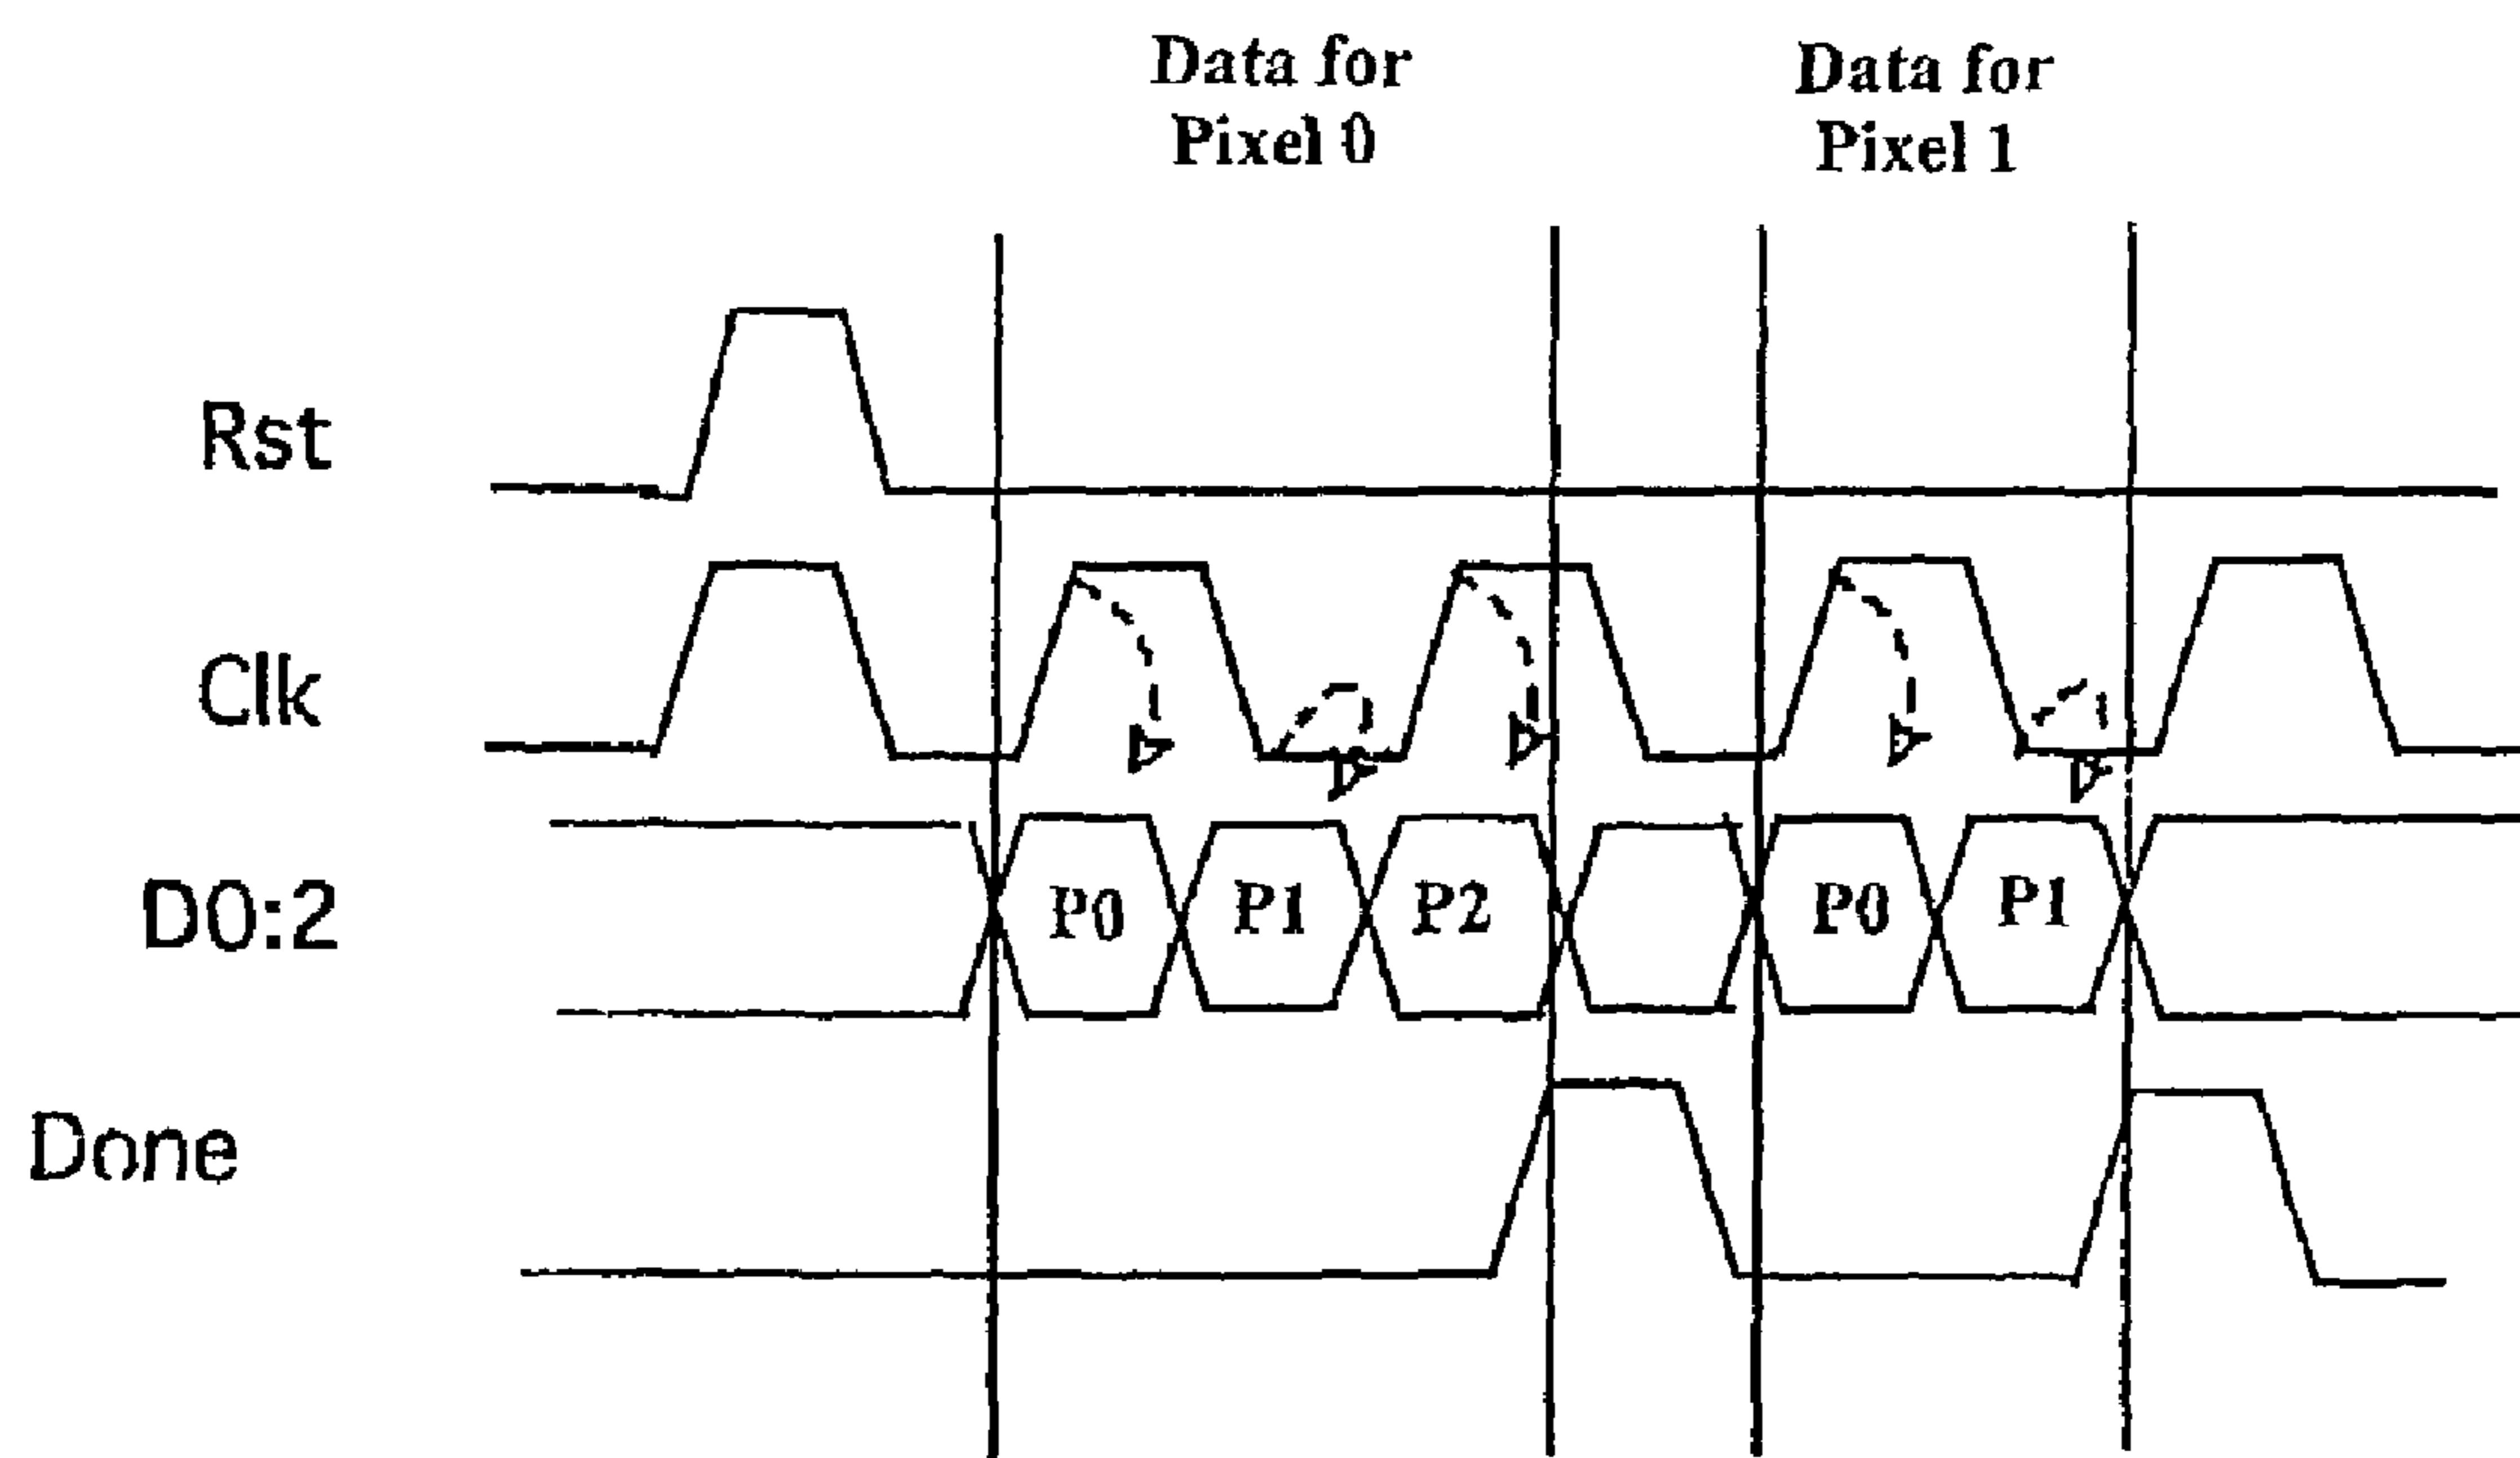 Data for
Pixel 0
Data for
Pixel 1
Rst
Clk
D0:2
P0 P1 P2 P0 P1
Done